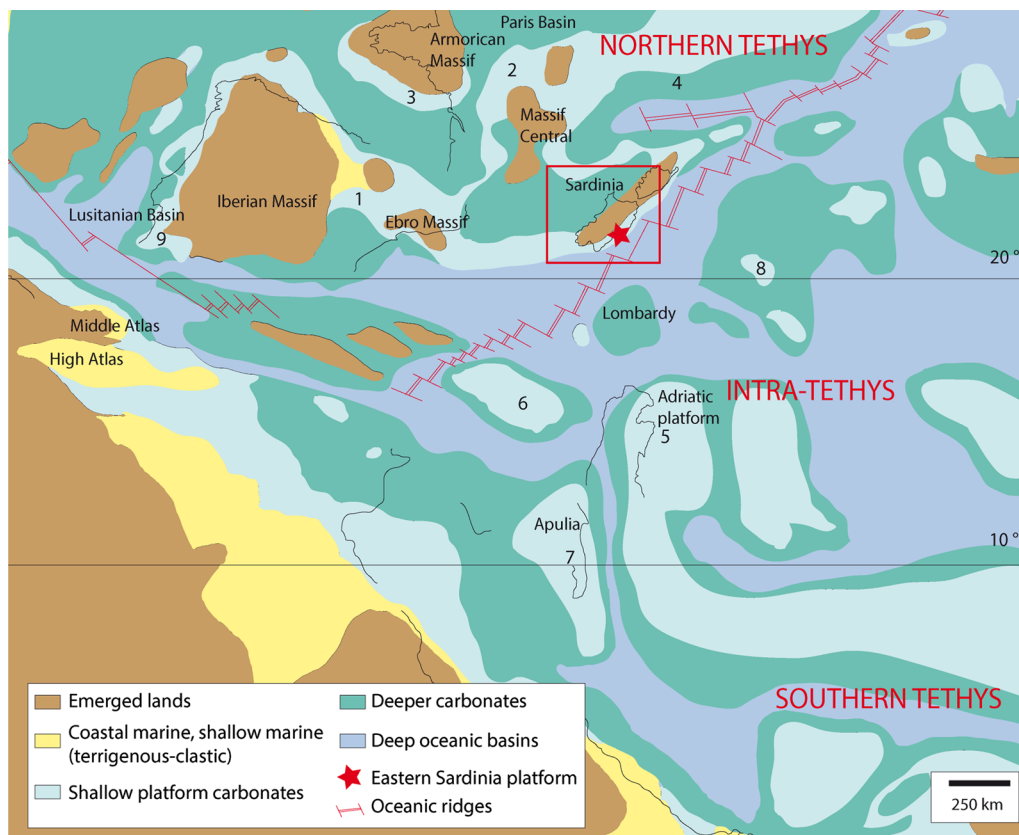 Paris Basin
NORTHERN TETHYS
Armorican
Massif
2
4
3
Massif
Central
Sardinia
1
Iberian Massif
Lusitanian Basin
Ebro Massif
9
20 °
8
Lombardy
Middle Atlas
High Atlas
INTRA-TETHYS
6
Adriatic
platform
5
Apulia
7
10 °
SOUTHERN TETHYS
Emerged lands
Coastal marine, shallow marine
(terrigenous-clastic)
Shallow platform carbonates
Deeper carbonates
Deep oceanic basins
Eastern Sardinia platform
Oceanic ridges
250 km